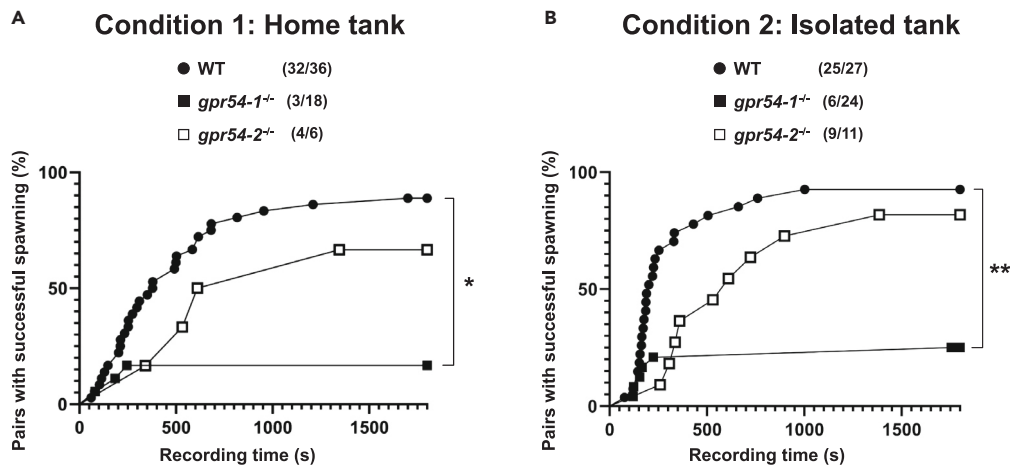 A
Condition 1: Home tank
WT (32/36)
gpr54-1-/- (3/18)
gpr54-2-/- (4/6)
100
50
0
Pairs with successful spawning (%)
*
0 500 1000 1500
Recording time (s)
B
Condition 2: Isolated tank
WT (25/27)
gpr54-1-/- (6/24)
gpr54-2-/- (9/11)
100
50
0
Pairs with successful spawning (%)
**
0 500 1000 1500
Recording time (s)